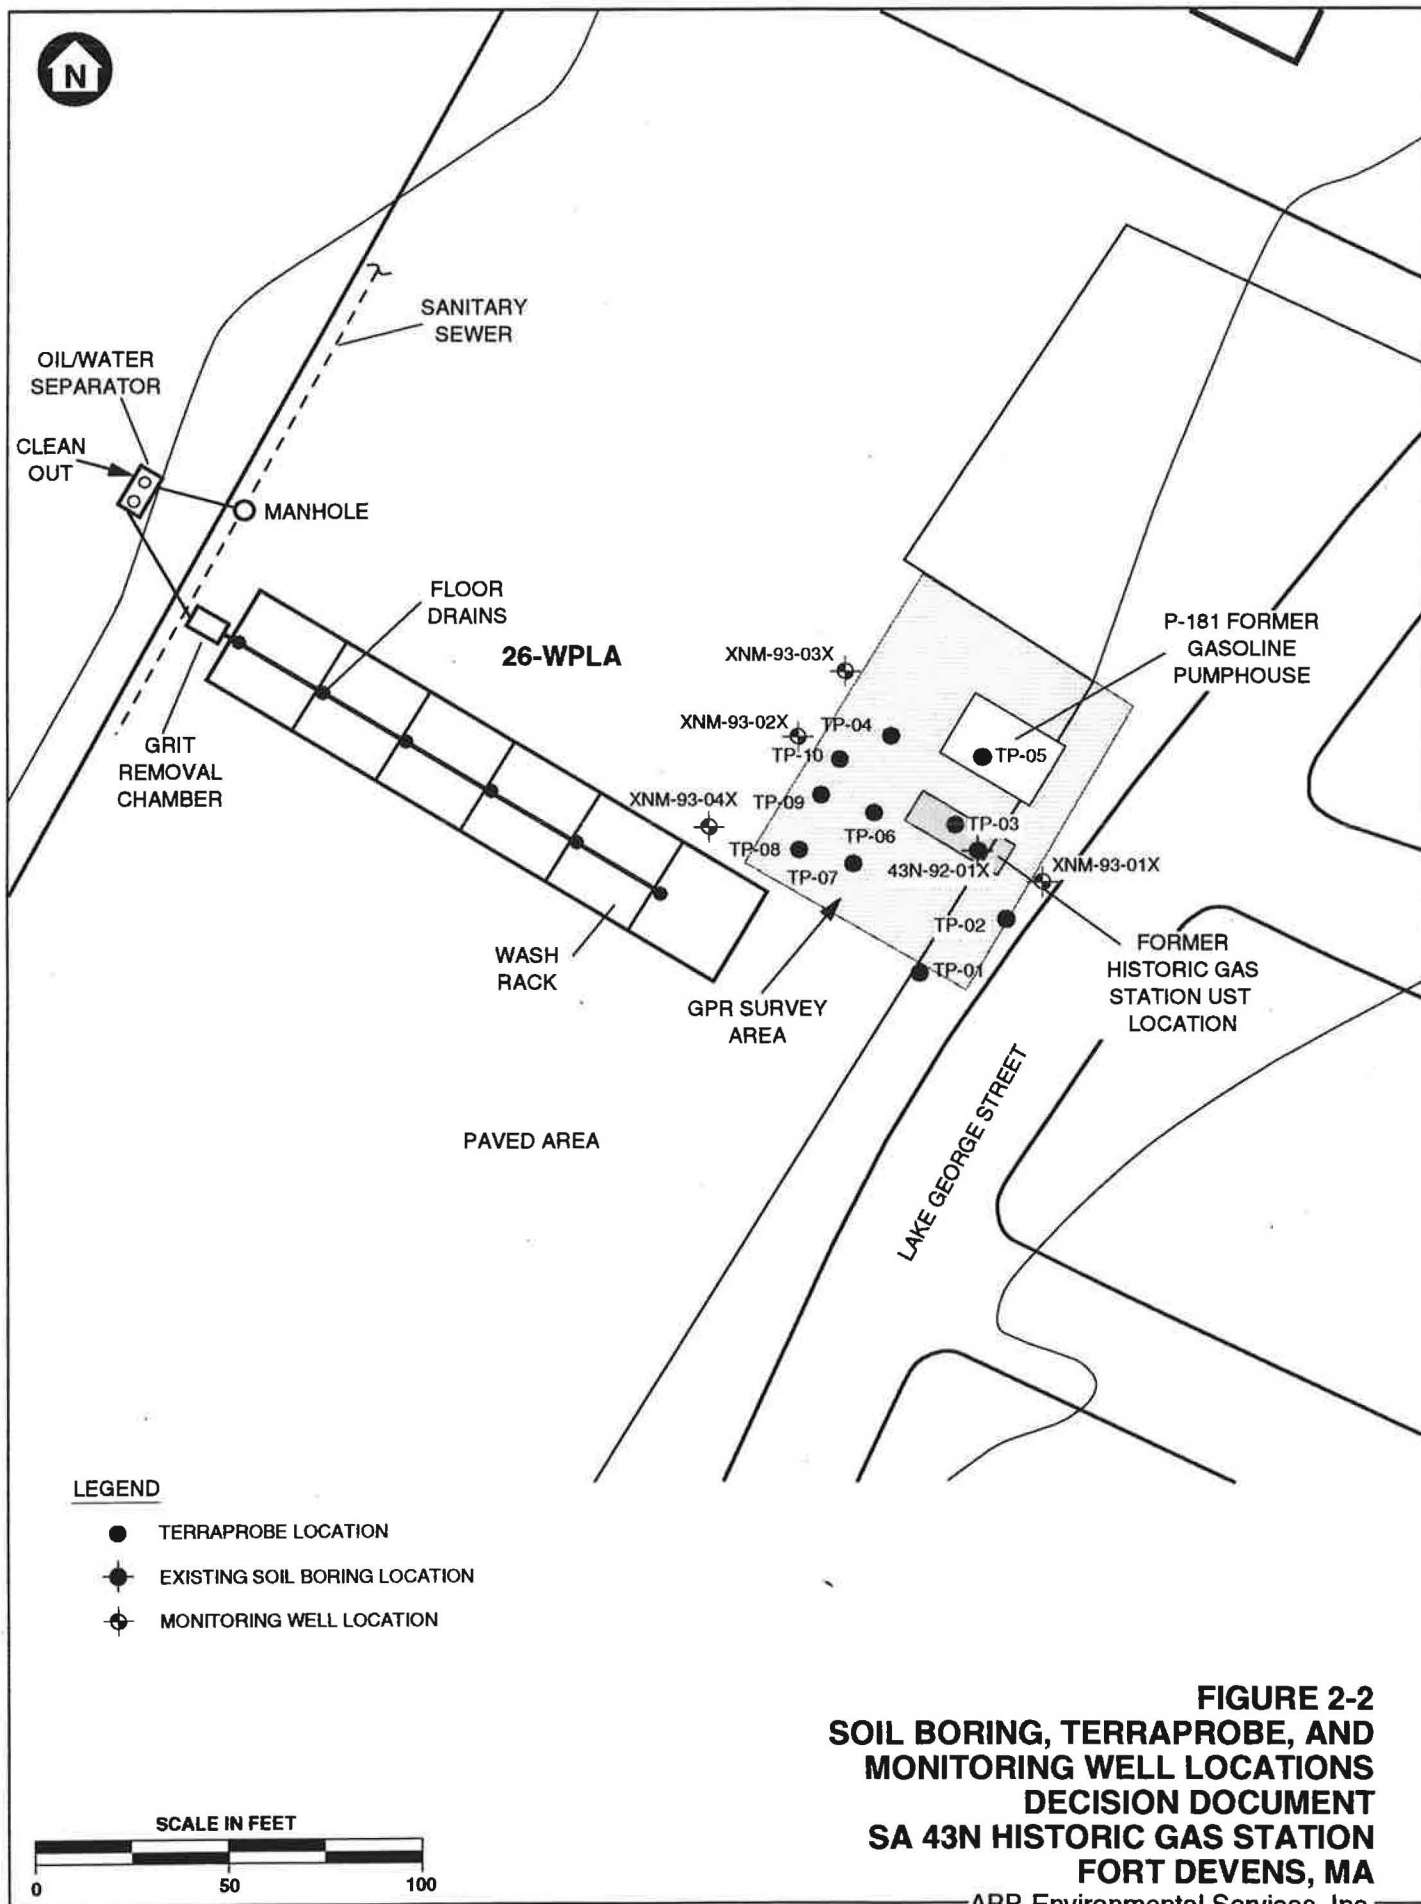 N
SANITARY
SEWER
OIL/WATER
SEPARATOR
CLEAN
OUT
MANHOLE
FLOOR
DRAINS
26-WPLA
P-181 FORMER
GASOLINE
PUMPHOUSE
XNM-93-03X
XNM-93-02X
TP-04
TP-10
TP-05
GRIT
REMOVAL
CHAMBER
XNM-93-04X
TP-09
TP-03
TP-06
TP-08
TP-07
43N-92-01X
XNM-93-01X
TP-02
WASH
RACK
TP-01
FORMER
HISTORIC GAS
STATION UST
LOCATION
GPR SURVEY
AREA
LAKE GEORGE STREET
PAVED AREA
LEGEND
TERRAPROBE LOCATION
EXISTING SOIL BORING LOCATION
MONITORING WELL LOCATION
FIGURE 2-2
SOIL BORING, TERRAPROBE, AND
MONITORING WELL LOCATIONS
DECISION DOCUMENT
SA 43N HISTORIC GAS STATION
FORT DEVENS, MA
SCALE IN FEET
0 50 100
Environmental Services, Inc.